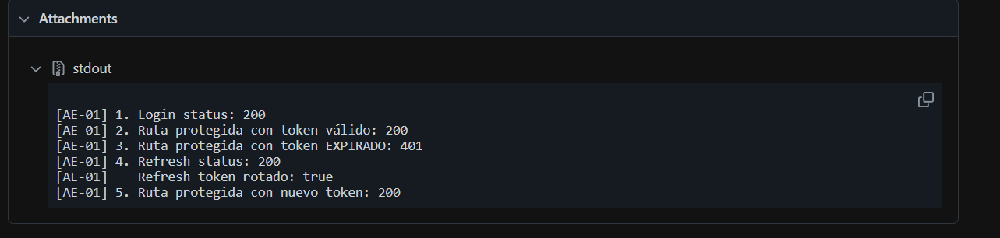 Attachments
stdout
[AE-01] 1. Login status: 200
[AE-01] 2. Ruta protegida con token válido: 200
[AE-01] 3. Ruta protegida con token EXPIRADO: 401
[AE-01] 4. Refresh status: 200
[AE-01]    Refresh token rotado: true
[AE-01] 5. Ruta protegida con nuevo token: 200